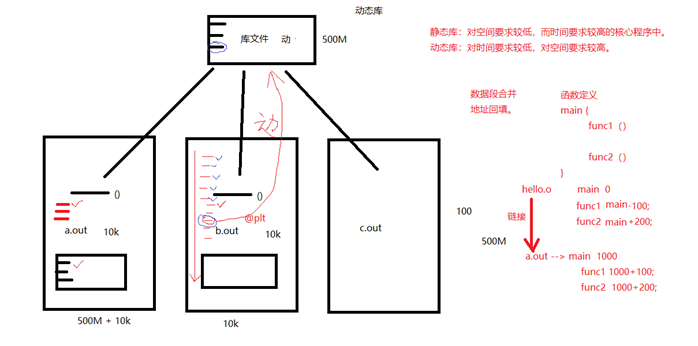 动态库
库文件 动
500M
静态库：对空间要求较低，而时间要求较高的核心程序中。
动态库：对时间要求较低，对空间要求较高。
数据段合并
地址回填。
函数定义
main {
func1（）
func2（）
}
动
()
a.out 10k
500M + 10k
()
@plt
b.out 10k
10k
c.out
100
500M
hello.o main 0
func1 main+100;
func2 main+200;
链接
a.out --> main 1000
func1 1000+100;
func2 1000+200;